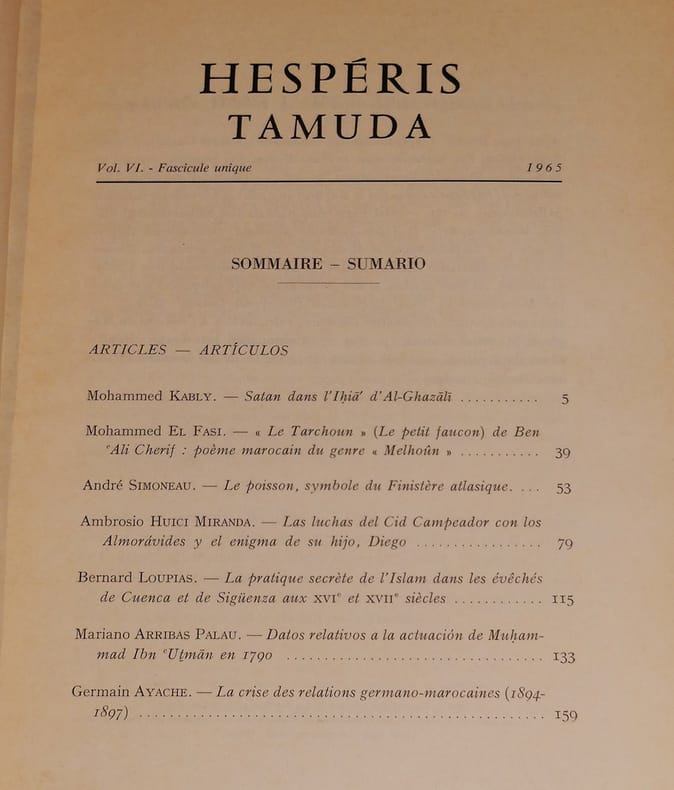 HESPÉRIS
TAMUDA
Vol. VI. - Fascicule unique 1965
SOMMAIRE – SUMARIO
ARTICLES — ARTÍCULOS
Mohammed KABLY. — Satan dans l'Iḥiā' d'Al-Ghazālī ........... 5
Mohammed EL FASI. — « Le Tarchoun » (Le petit faucon) de Ben
ʿAli Cherif : poème marocain du genre « Melhoûn » ........... 39
André SIMONEAU. — Le poisson, symbole du Finistère atlasique. ... 53
Ambrosio HUICI MIRANDA. — Las luchas del Cid Campeador con los
Almorávides y el enigma de su hijo, Diego ................. 79
Bernard LOUPIAS. — La pratique secrète de l'Islam dans les évêchés
de Cuenca et de Sigüenza aux XVIᵉ et XVIIᵉ siècles ............ 115
Mariano ARRIBAS PALAU. — Datos relativos a la actuación de Muḥam-
mad Ibn ʿUṯmān en 1790 .................................. 133
Germain AYACHE. — La crise des relations germano-marocaines (1894-
1897) ...................................................... 159